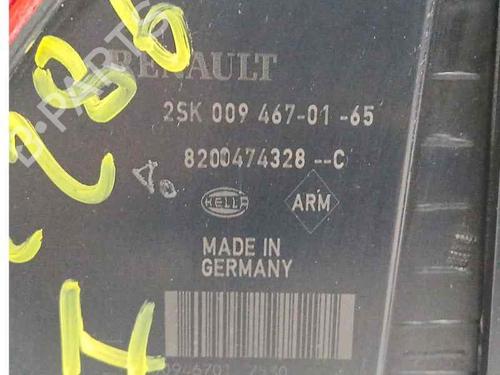 RENAULT
2SK 009 467-01-65
8200474328--C
HELLA
ARM
MADE IN
GERMANY